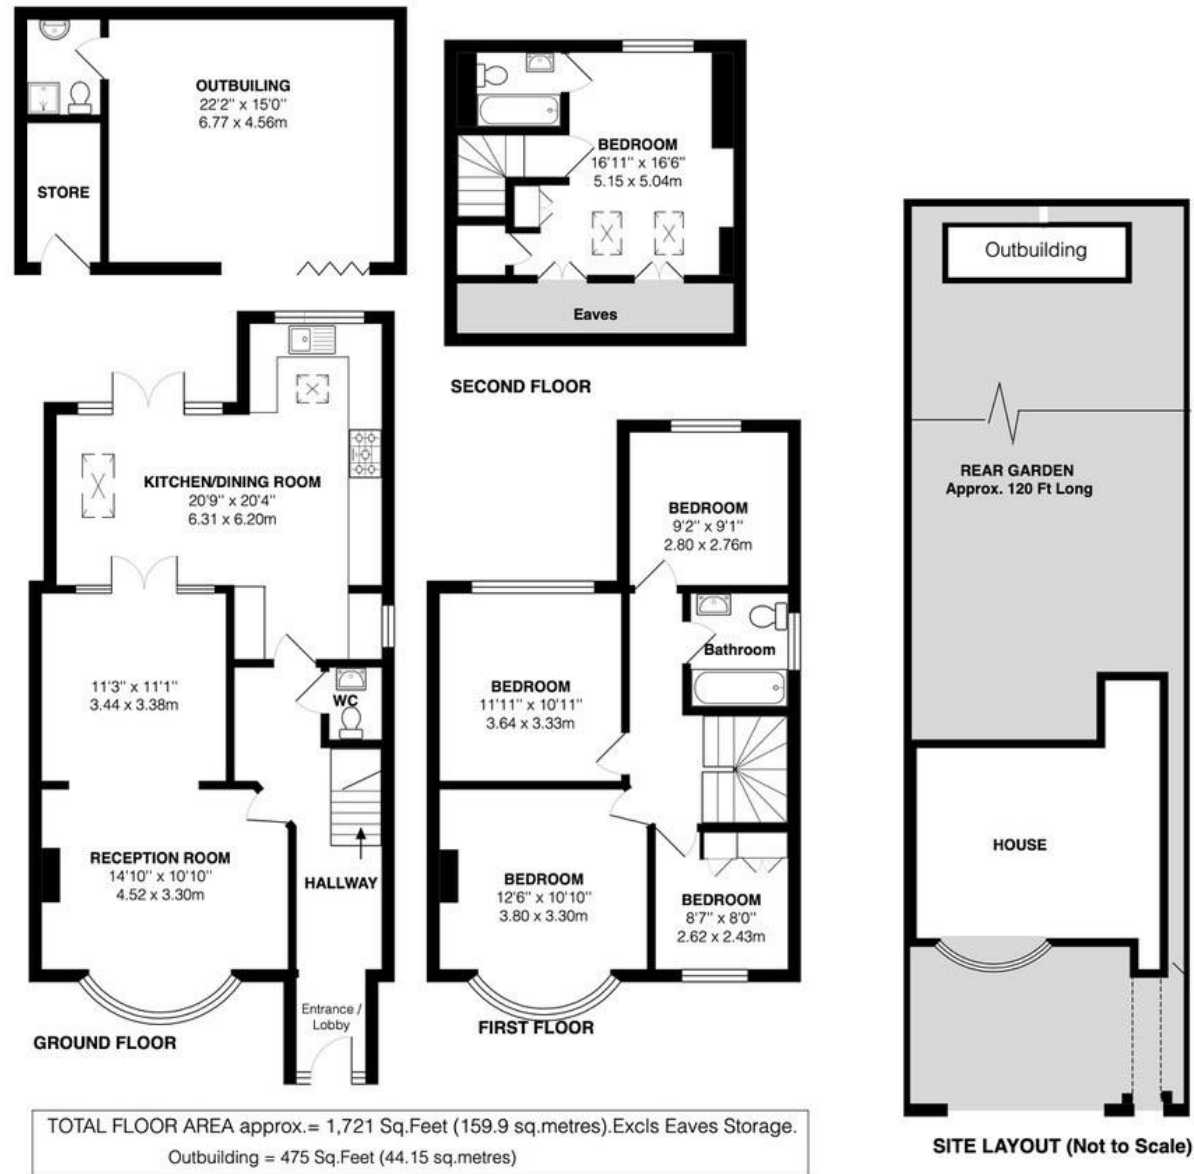 OUTBUILING
22'2" x 15'0"
6.77 x 4.56m
STORE
BEDROOM
16'11" x 16'6"
5.15 x 5.04m
Eaves
SECOND FLOOR
KITCHEN/DINING ROOM
20'9" x 20'4"
6.31 x 6.20m
11'3" x 11'1"
3.44 x 3.38m
WC
RECEPTION ROOM
14'10" x 10'10"
4.52 x 3.30m
HALLWAY
Entrance /
Lobby
GROUND FLOOR
BEDROOM
9'2" x 9'1"
2.80 x 2.76m
Bathroom
BEDROOM
11'11" x 10'11"
3.64 x 3.33m
BEDROOM
12'6" x 10'10"
3.80 x 3.30m
BEDROOM
8'7" x 8'0"
2.62 x 2.43m
FIRST FLOOR
Outbuilding
REAR GARDEN
Approx. 120 Ft Long
HOUSE
SITE LAYOUT (Not to Scale)
TOTAL FLOOR AREA approx.= 1,721 Sq.Feet (159.9 sq.metres).Excls Eaves Storage.
Outbuilding = 475 Sq.Feet (44.15 sq.metres)